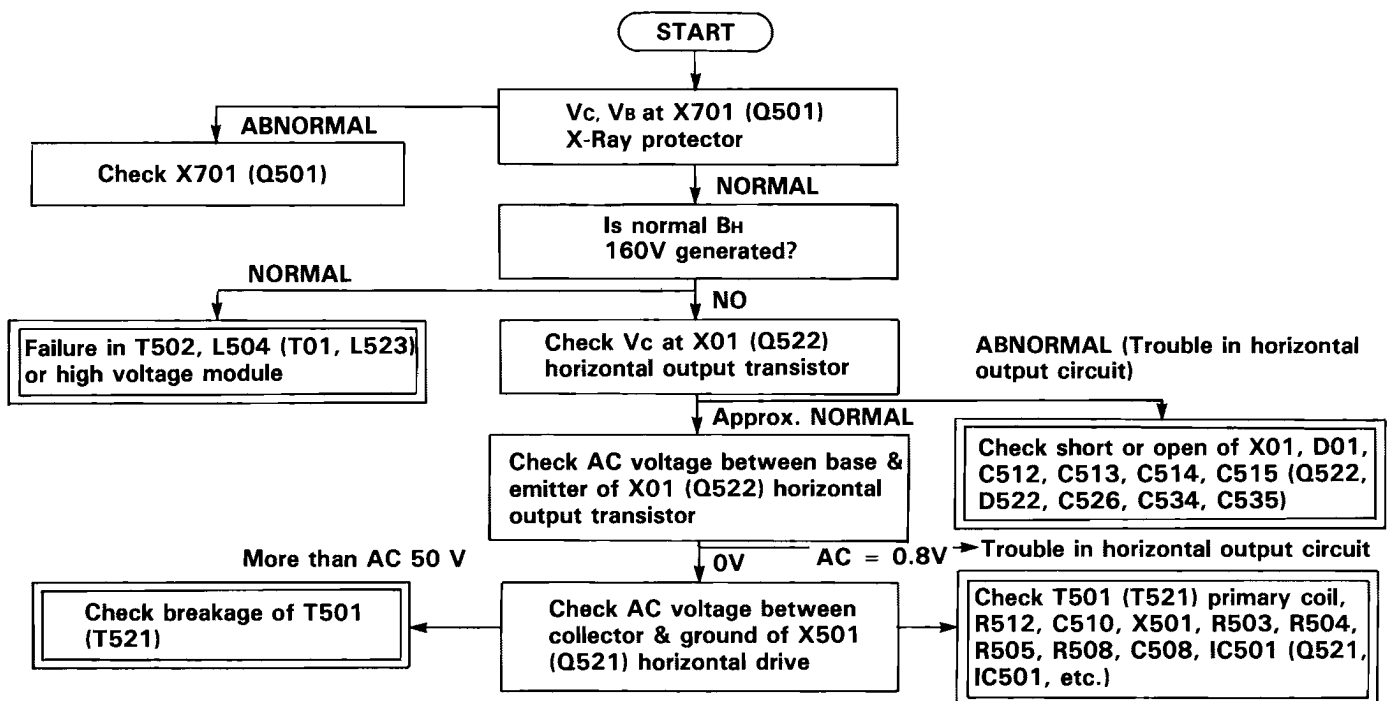 START
Vc, VB at X701 (Q501)
X-Ray protector
ABNORMAL
Check X701 (Q501)
NORMAL
Is normal BH
160V generated?
NORMAL
NO
Failure in T502, L504 (T01, L523)
or high voltage module
Check Vc at X01 (Q522)
horizontal output transistor
ABNORMAL (Trouble in horizontal
output circuit)
Approx. NORMAL
Check short or open of X01, D01,
C512, C513, C514, C515 (Q522,
D522, C526, C534, C535)
Check AC voltage between base &
emitter of X01 (Q522) horizontal
output transistor
More than AC 50 V
0V
AC = 0.8V
Trouble in horizontal output circuit
Check breakage of T501
(T521)
Check AC voltage between
collector & ground of X501
(Q521) horizontal drive
Check T501 (T521) primary coil,
R512, C510, X501, R503, R504,
R505, R508, C508, IC501 (Q521,
IC501, etc.)